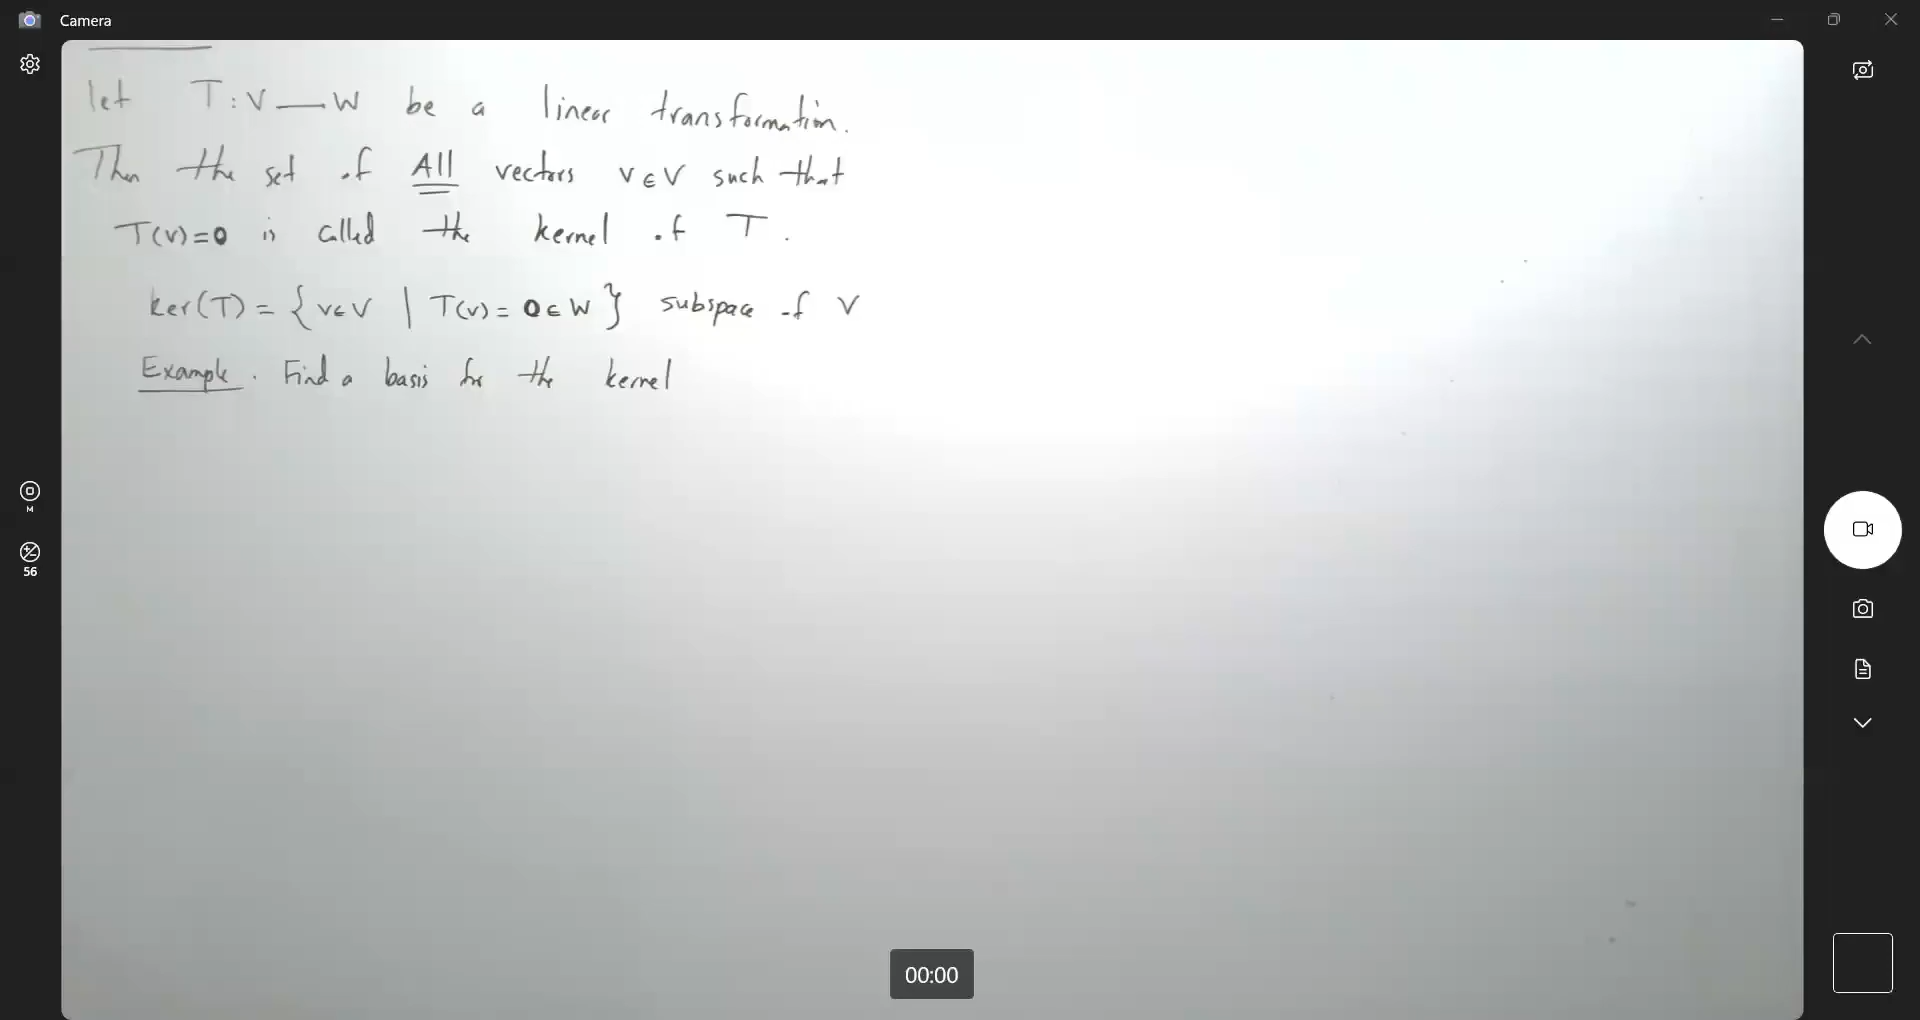 Camera
let T:V—W be a linear transformation.
Then the set of All vectors v∈V such that
T(v)=0 is called the kernel of T.
ker(T) = {v∈V | T(v) = 0∈W} subspace of V
Example. Find a basis for the kernel
M
56
00:00